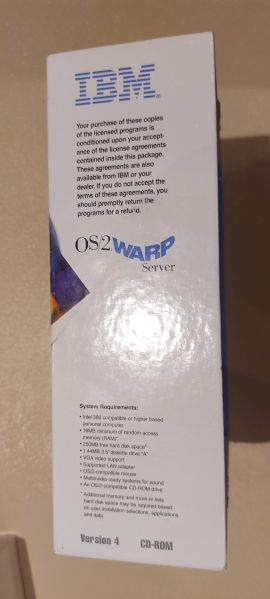 IBM®
Your purchase of these copies
of the licensed programs is
conditioned upon your accept-
ance of the license agreements
contained inside this package.
These agreements are also
available from IBM or your
dealer. If you do not accept the
terms of these agreements, you
should promptly return the
programs for a refund.
OS/2 WARP
Server
System Requirements:
• Intel 386 compatible or higher based
personal computer
• 16MB minimum of random access
memory (RAM)*
• 250MB free hard disk space*
• 1.44MB 3.5" diskette drive "A"
• VGA video support
• Supported LAN adapter
• OS/2-compatible mouse
• Multimedia-ready systems for sound
• An OS/2-compatible CD-ROM drive
* Additional memory and more or less
hard disk space may be required based
on user installation selections, applications
and data
Version 4 CD-ROM